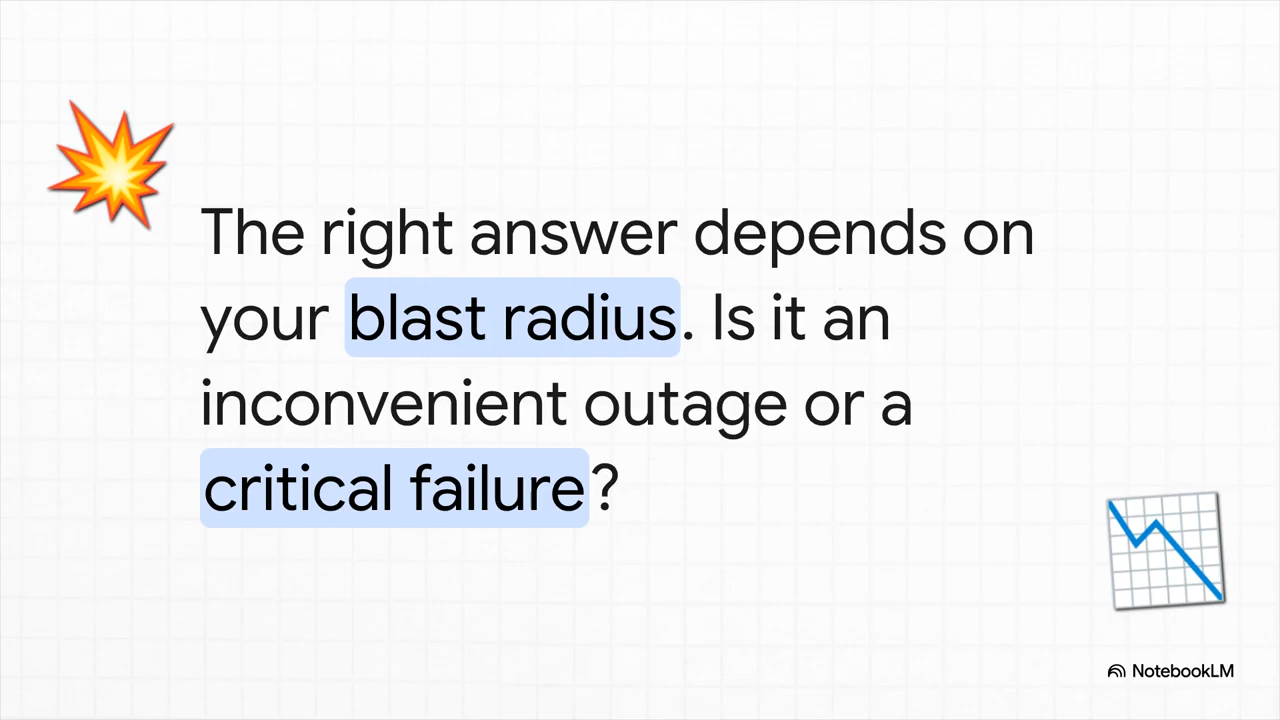 The right answer depends on
your blast radius. Is it an
inconvenient outage or a
critical failure?
NotebookLM